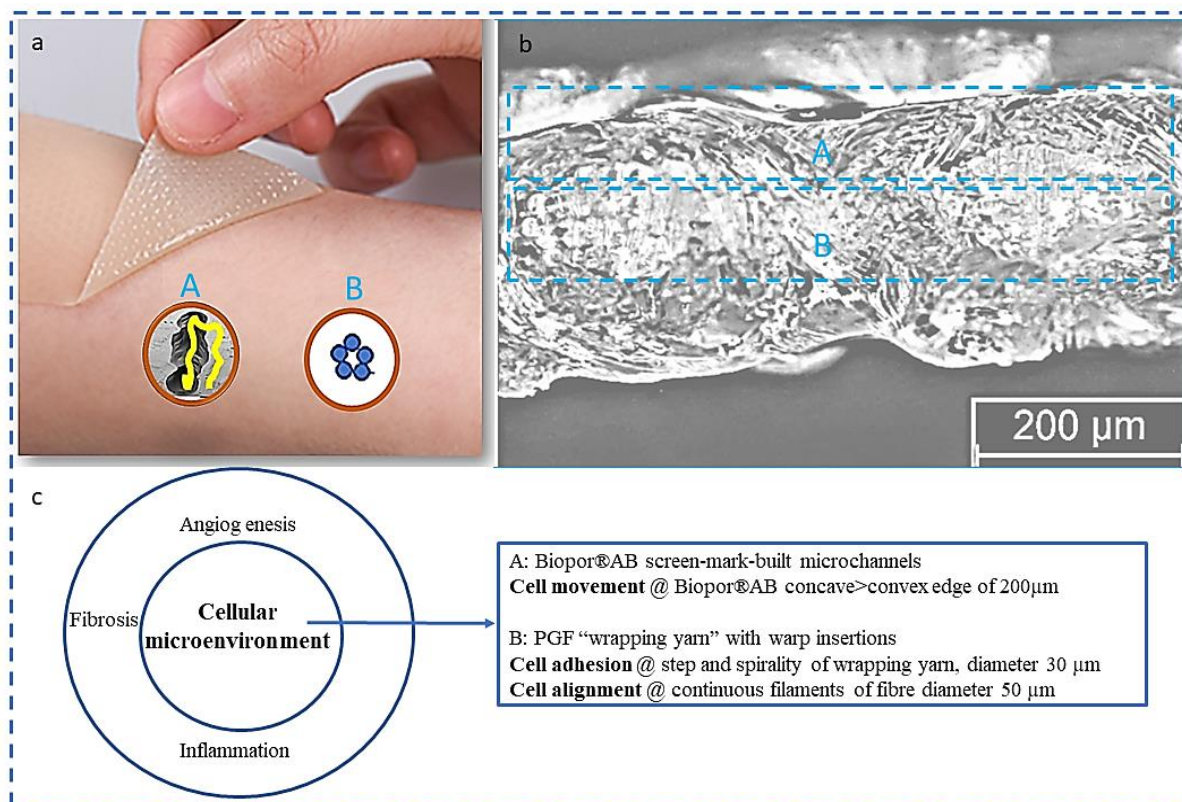 a
A
B
b
A
B
200 µm
c
Angiog enesis
Fibrosis
Cellular
microenvironment
Inflammation
A: Biopor®AB screen-mark-built microchannels
Cell movement @ Biopor®AB concave>convex edge of 200µm
B: PGF “wrapping yarn” with warp insertions
Cell adhesion @ step and spirality of wrapping yarn, diameter 30 µm
Cell alignment @ continuous filaments of fibre diameter 50 µm